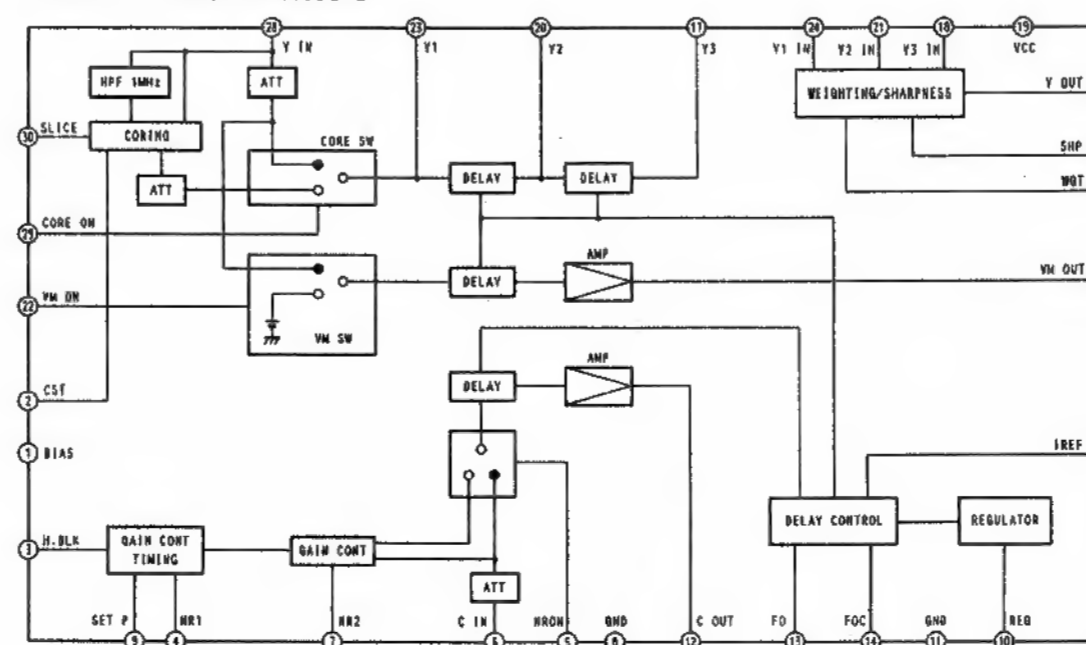 28 23 20 17 24 21 18 19
Y IN Y1 Y2 Y3 Y1 IN Y2 IN Y3 IN VCC
HPF 1MHz
ATT
WEIGHTING/SHARPNESS
Y OUT
30 SLICE
CORING
CORE SW
SHP
ATT
DELAY
DELAY
WGT
29 CORE ON
AMP
DELAY
VM OUT
22 VM ON
VM SW
AMP
2 CST
DELAY
1 BIAS
IREF
DELAY CONTROL
REGULATOR
3 H.BLK
GAIN CONT
TIMING
GAIN CONT
ATT
SET P NR1 NR2 C IN NRON GND C OUT FD FOC GND REG
4 7 6 5 8 12 13 14 11 10